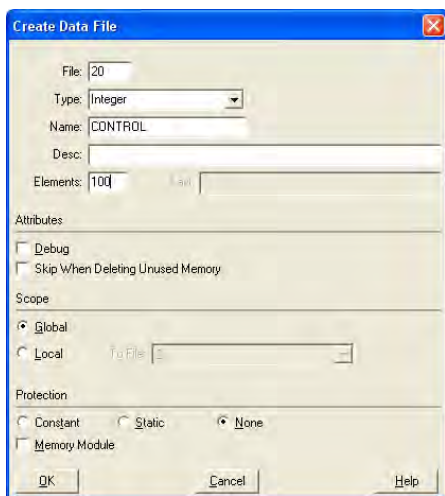 Create Data File
File: 20
Type: Integer
Name: CONTROL
Desc:
Elements: 100 Last:
Attributes
Debug
Skip When Deleting Unused Memory
Scope
Global
Local To File:
Protection
Constant Static None
Memory Module
OK Cancel Help